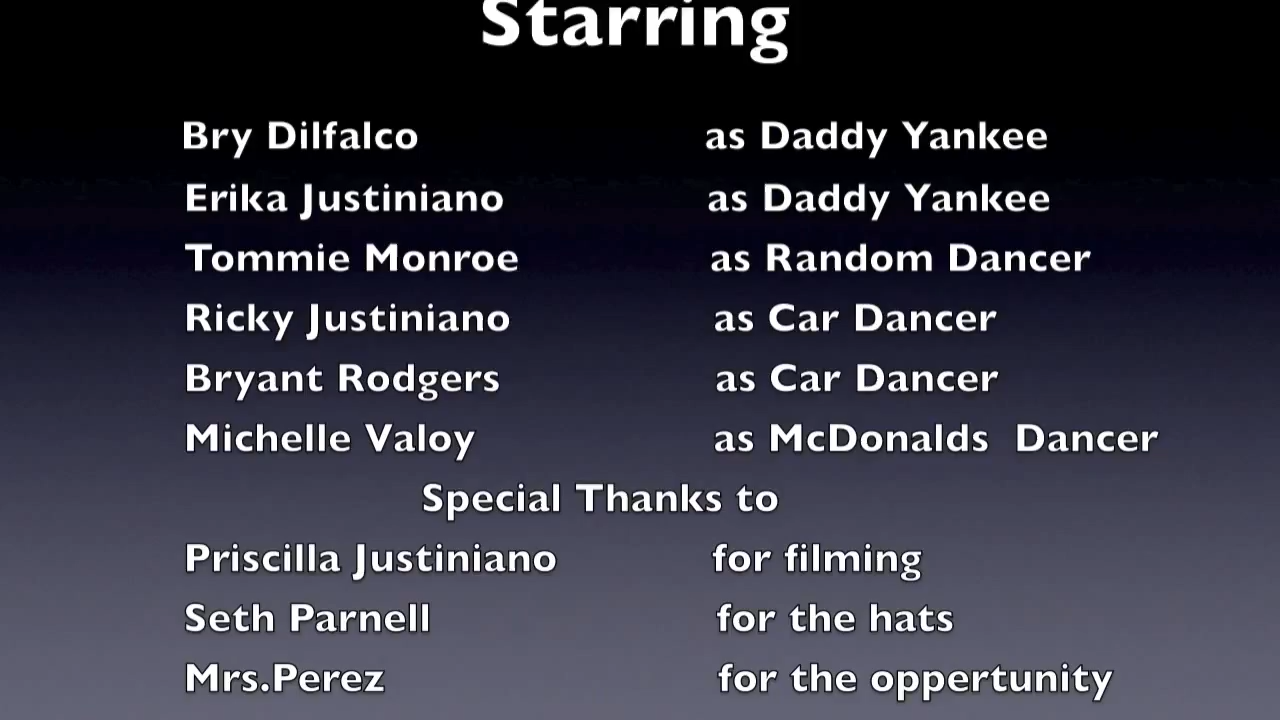 Starring
Bry Dilfalco as Daddy Yankee
Erika Justiniano as Daddy Yankee
Tommie Monroe as Random Dancer
Ricky Justiniano as Car Dancer
Bryant Rodgers as Car Dancer
Michelle Valoy as McDonalds Dancer
Special Thanks to
Priscilla Justiniano for filming
Seth Parnell for the hats
Mrs.Perez for the oppertunity